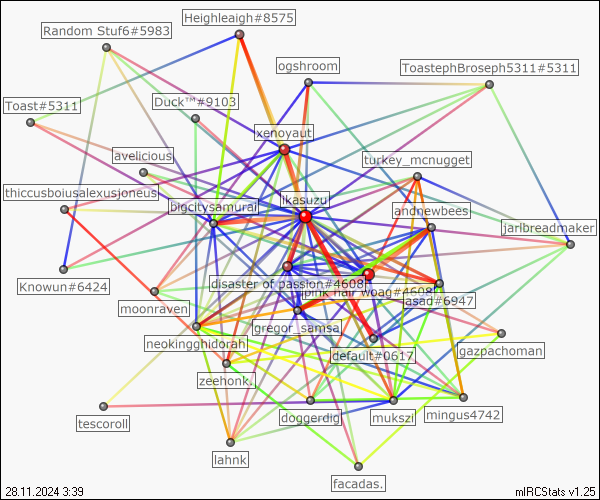 Heighleigh#8575
Random Stuf6#5983
ogshroom
ToastephBroseph5311#5311
Toast#5311
Duck™#9103
xenoyaut
avelicious
turkey_mcnugget
thiccusboiusalexusjoneus
bigcitysamurai
ikasuzu
andnewbees
jarlbreadmaker
Knowun#6424
disaster of passion#4608
pink hair woag#4608
asad#6947
moonraven
gregor_samsa
neokingghidorah
default#0617
gazpachoman
zeehonk.
tescoroll
doggerdig
mukszi
mingus4742
lahnk
facadas.
28.11.2024 3:39
mIRCStats v1.25